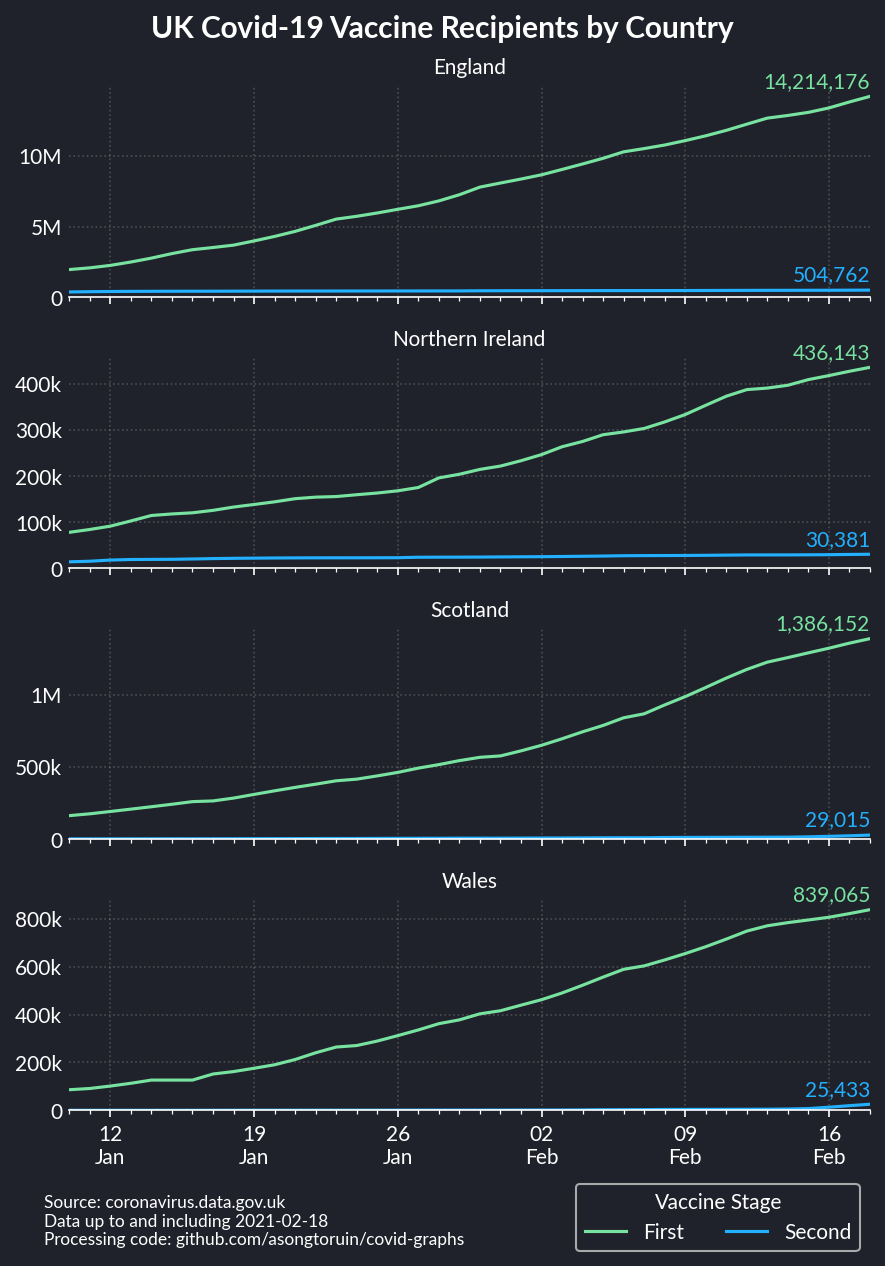 UK Covid-19 Vaccine Recipients by Country
England
14,214,176
10M
5M
504,762
0
Northern Ireland
436,143
400k
300k
200k
100k
30,381
0
Scotland
1,386,152
1M
500k
29,015
0
Wales
839,065
800k
600k
400k
200k
25,433
0
12 19 26 02 09 16
Jan Jan Jan Feb Feb Feb
Source: coronavirus.data.gov.uk
Data up to and including 2021-02-18
Processing code: github.com/asongtoruin/covid-graphs
Vaccine Stage
First Second